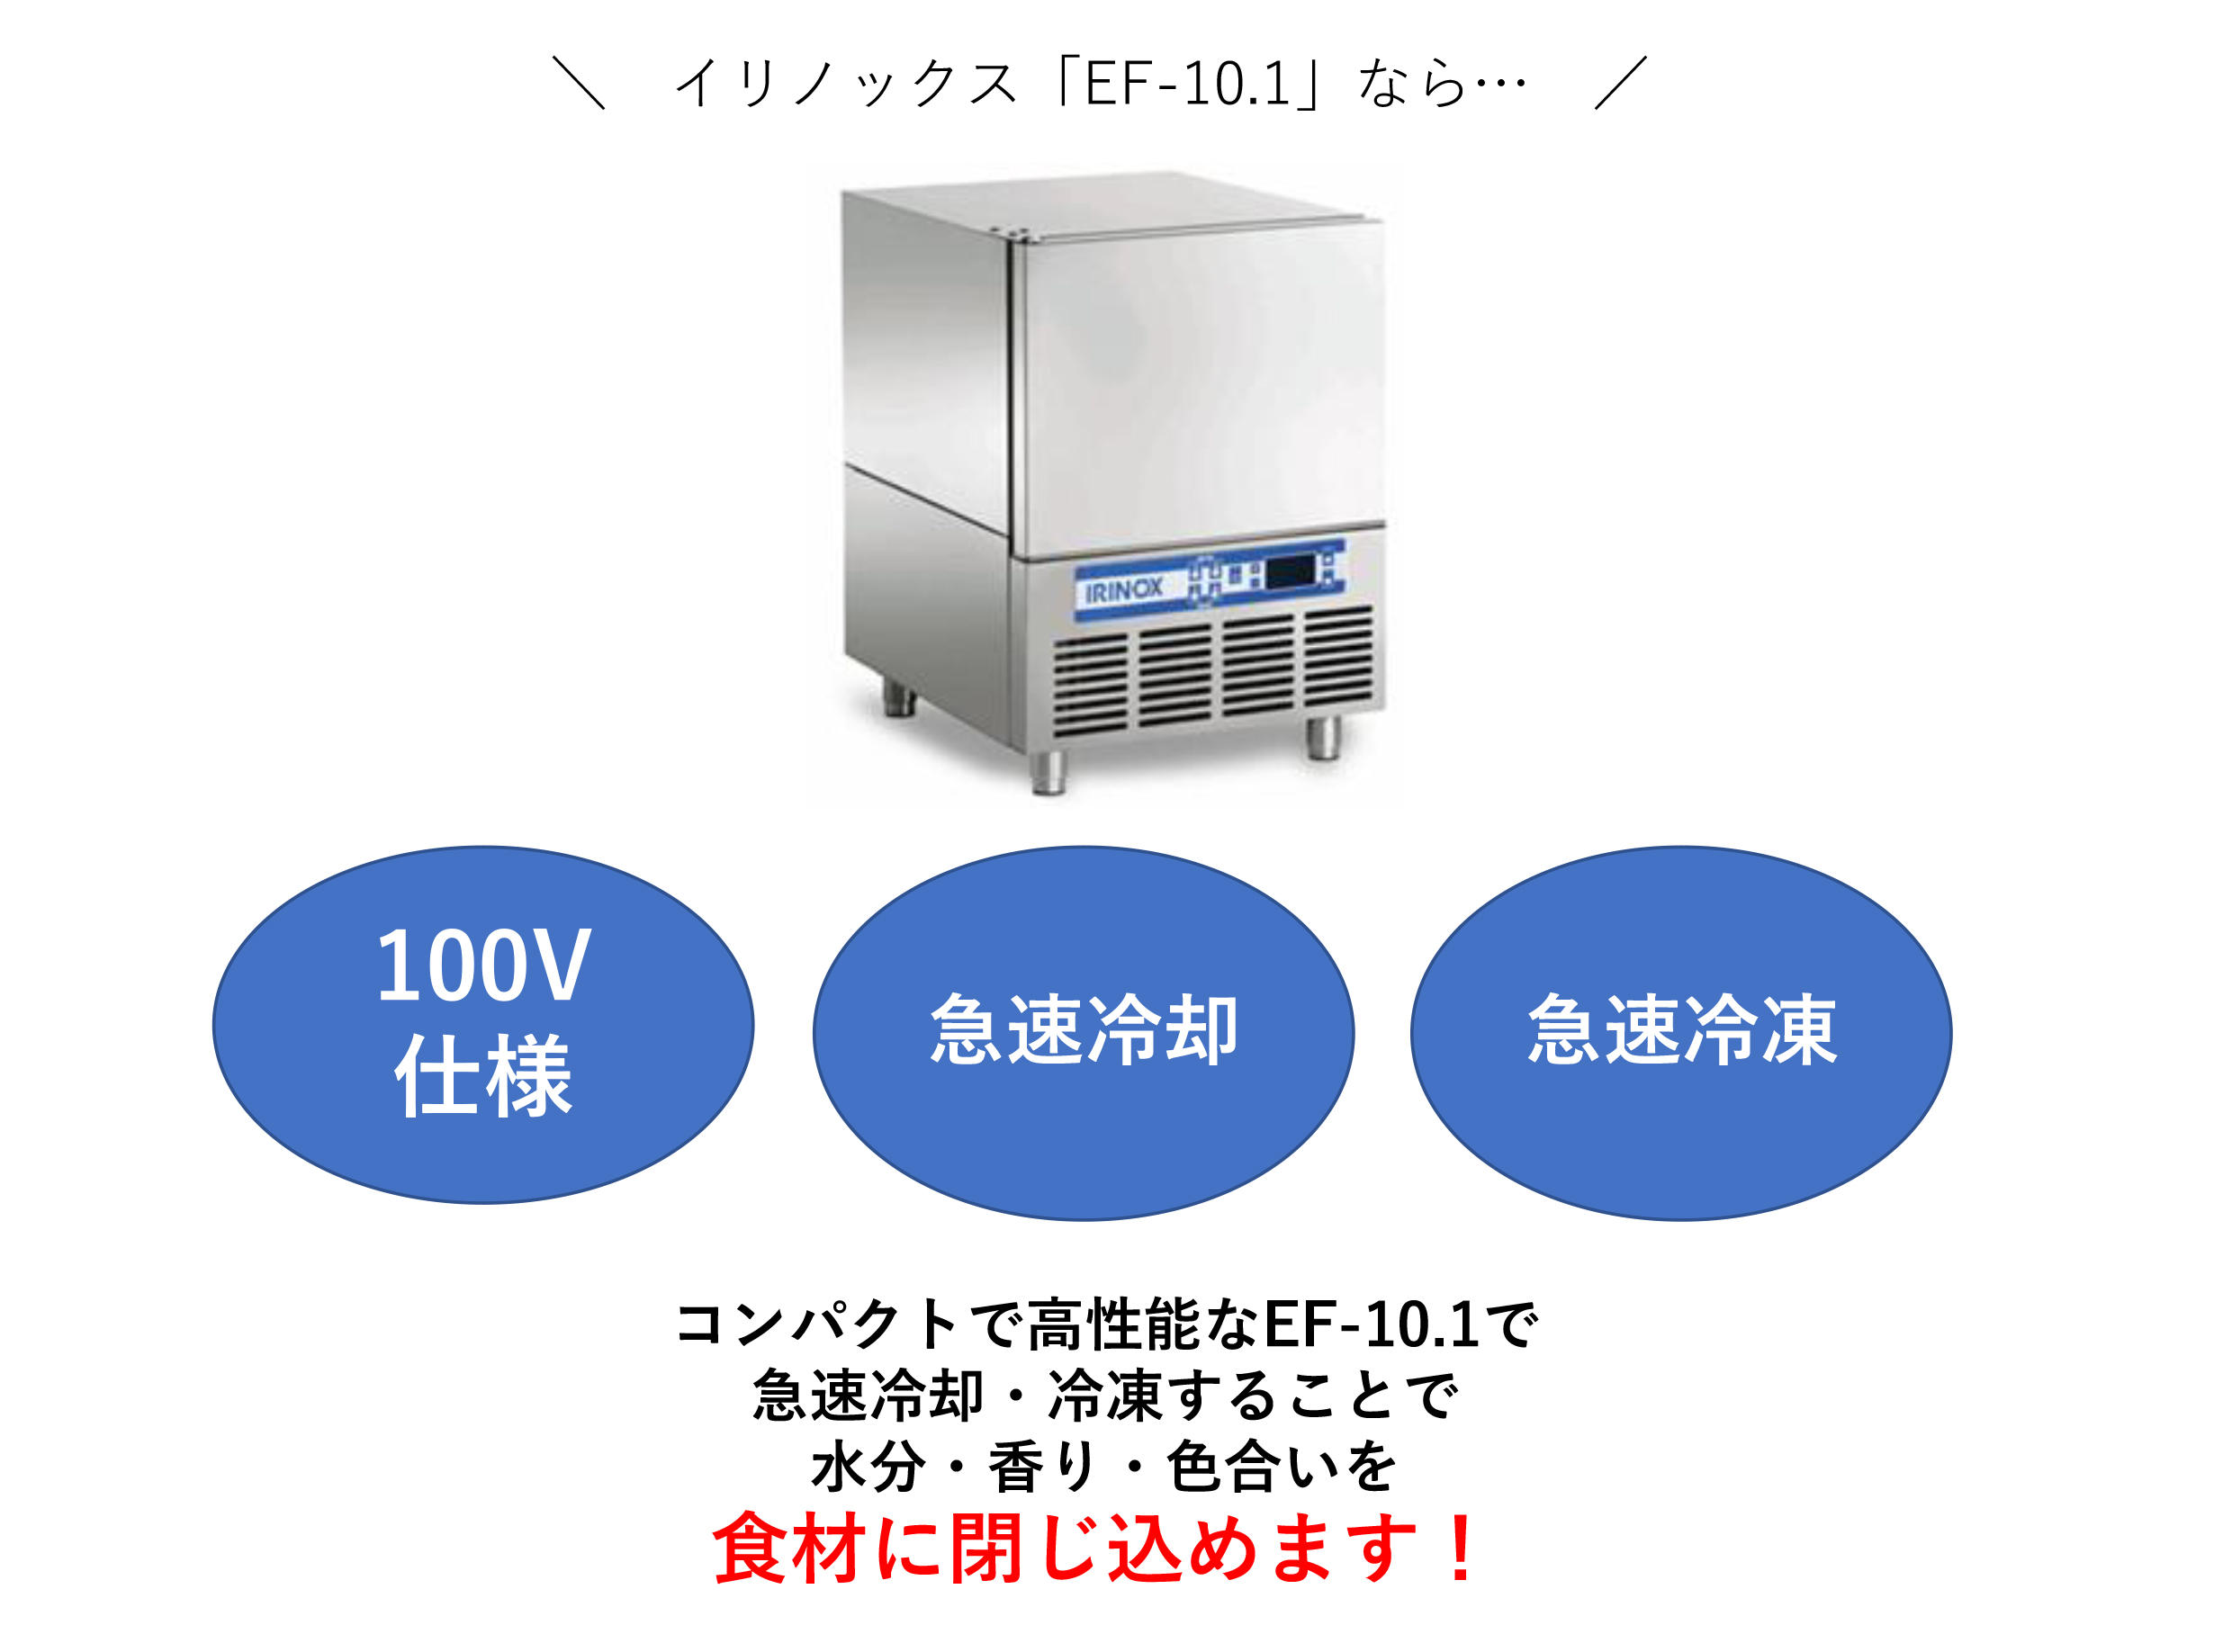 ＼　イリノックス「EF-10.1」なら…　／
IRINOX
100V
仕様
急速冷却
急速冷凍
コンパクトで高性能なEF-10.1で
急速冷却・冷凍することで
水分・香り・色合いを
食材に閉じ込めます！